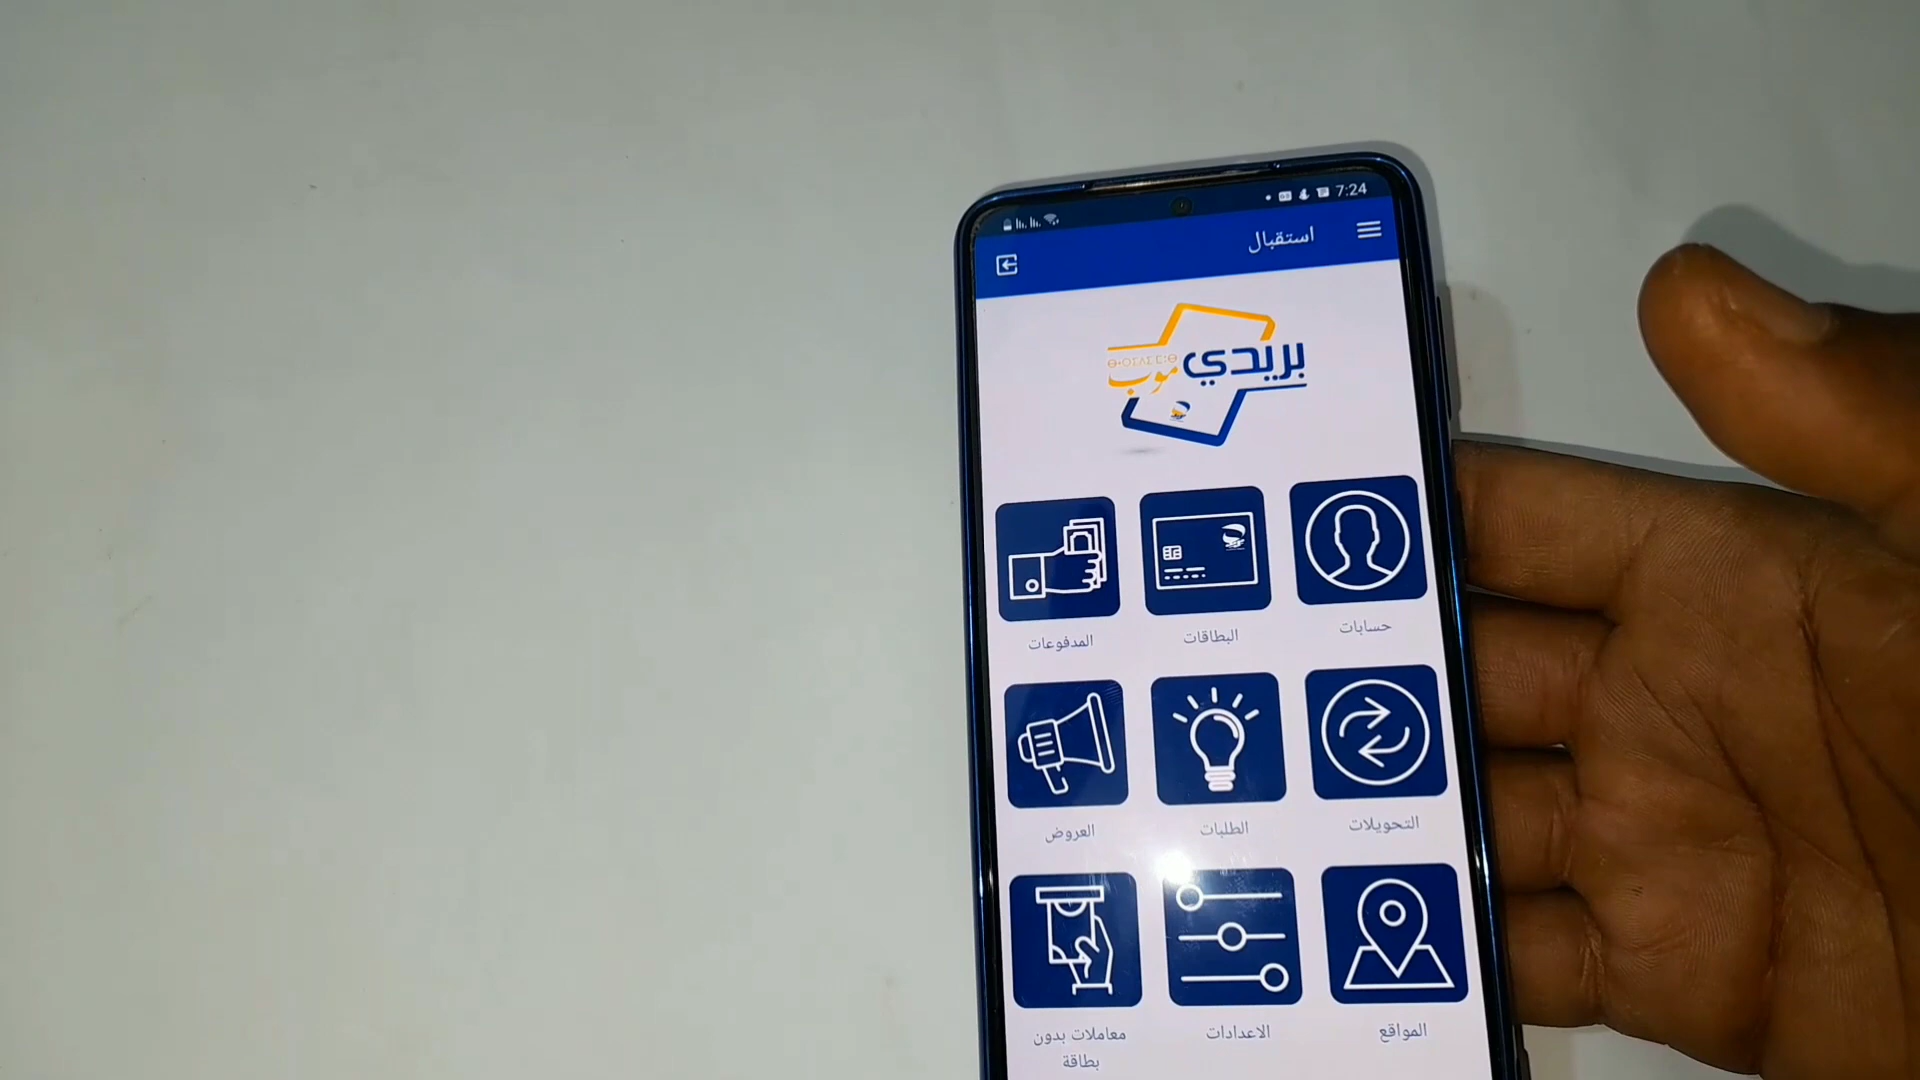 7:24
استقبال
بريدي
موب
حسابات
البطاقات
المدفوعات
التحويلات
الطلبات
العروض
المواقع
الاعدادات
معاملات بدون
بطاقة